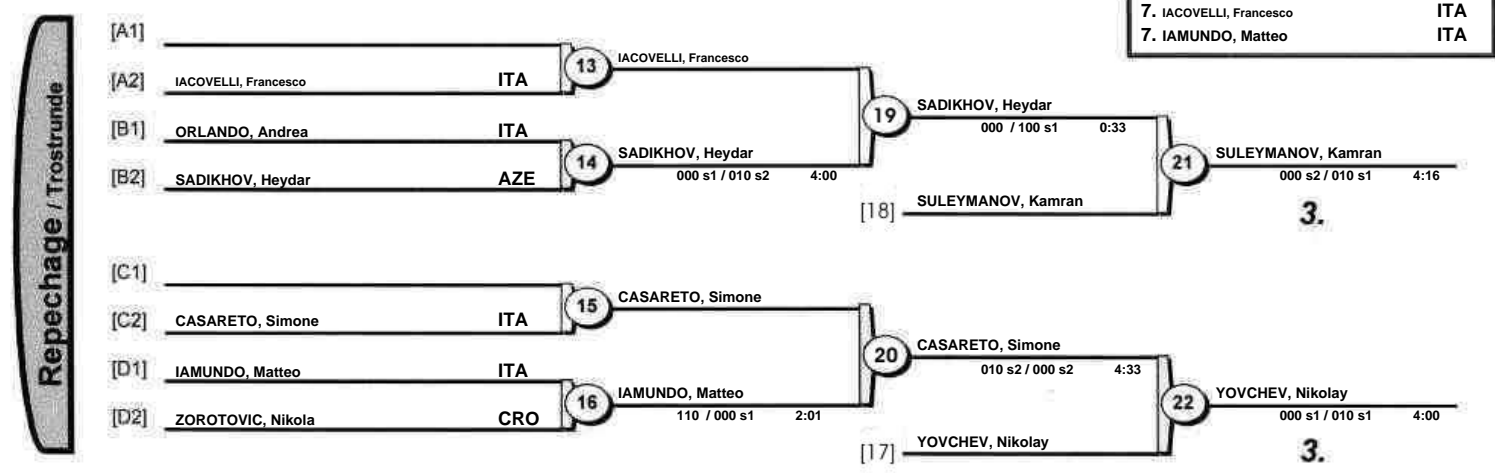 7. IACOVELLI, Francesco ITA
7. IAMUNDO, Matteo ITA
Repechage / Trostrunde
[A1]
[A2] IACOVELLI, Francesco ITA
13 IACOVELLI, Francesco
[B1] ORLANDO, Andrea ITA
[B2] SADIKHOV, Heydar AZE
14 SADIKHOV, Heydar
000 s1 / 010 s2 4:00
19 SADIKHOV, Heydar
000 / 100 s1 0:33
[18] SULEYMANOV, Kamran
21 SULEYMANOV, Kamran
000 s2 / 010 s1 4:16
3.
[C1]
[C2] CASARETO, Simone ITA
15 CASARETO, Simone
[D1] IAMUNDO, Matteo ITA
[D2] ZOROTOVIC, Nikola CRO
16 IAMUNDO, Matteo
110 / 000 s1 2:01
20 CASARETO, Simone
010 s2 / 000 s2 4:33
[17] YOVCHEV, Nikolay
22 YOVCHEV, Nikolay
000 s1 / 010 s1 4:00
3.